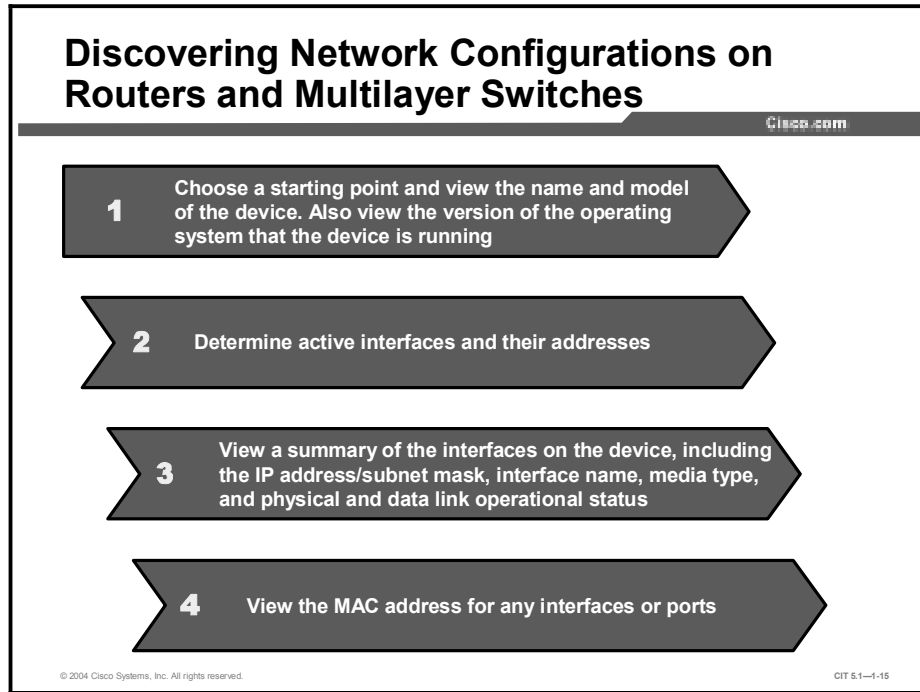 Discovering Network Configurations on
Routers and Multilayer Switches
Cisco.com
1
Choose a starting point and view the name and model
of the device. Also view the version of the operating
system that the device is running
2
Determine active interfaces and their addresses
3
View a summary of the interfaces on the device, including
the IP address/subnet mask, interface name, media type,
and physical and data link operational status
4
View the MAC address for any interfaces or ports
© 2004 Cisco Systems, Inc. All rights reserved.
CIT 5.1—1-15